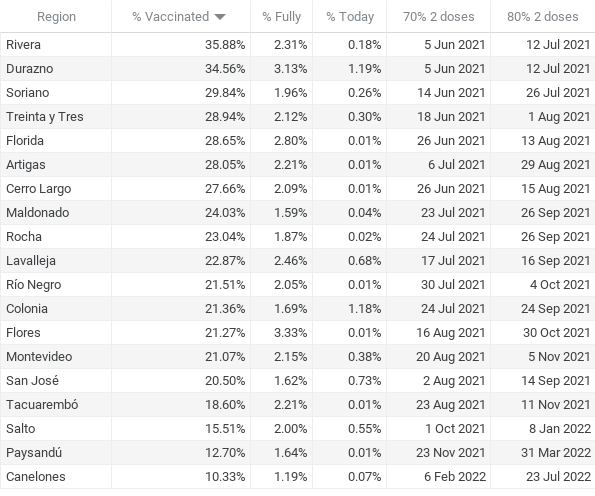 Region % Vaccinated % Fully % Today 70% 2 doses 80% 2 doses
Rivera 35.88% 2.31% 0.18% 5 Jun 2021 12 Jul 2021
Durazno 34.56% 3.13% 1.19% 5 Jun 2021 12 Jul 2021
Soriano 29.84% 1.96% 0.26% 14 Jun 2021 26 Jul 2021
Treinta y Tres 28.94% 2.12% 0.30% 18 Jun 2021 1 Aug 2021
Florida 28.65% 2.80% 0.01% 26 Jun 2021 13 Aug 2021
Artigas 28.05% 2.21% 0.01% 6 Jul 2021 29 Aug 2021
Cerro Largo 27.66% 2.09% 0.01% 26 Jun 2021 15 Aug 2021
Maldonado 24.03% 1.59% 0.04% 23 Jul 2021 26 Sep 2021
Rocha 23.04% 1.87% 0.02% 24 Jul 2021 26 Sep 2021
Lavalleja 22.87% 2.46% 0.68% 17 Jul 2021 16 Sep 2021
Río Negro 21.51% 2.05% 0.01% 30 Jul 2021 4 Oct 2021
Colonia 21.36% 1.69% 1.18% 24 Jul 2021 24 Sep 2021
Flores 21.27% 3.33% 0.01% 16 Aug 2021 30 Oct 2021
Montevideo 21.07% 2.15% 0.38% 20 Aug 2021 5 Nov 2021
San José 20.50% 1.62% 0.73% 2 Aug 2021 14 Sep 2021
Tacuarembó 18.60% 2.21% 0.01% 23 Aug 2021 11 Nov 2021
Salto 15.51% 2.00% 0.55% 1 Oct 2021 8 Jan 2022
Paysandú 12.70% 1.64% 0.01% 23 Nov 2021 31 Mar 2022
Canelones 10.33% 1.19% 0.07% 6 Feb 2022 23 Jul 2022